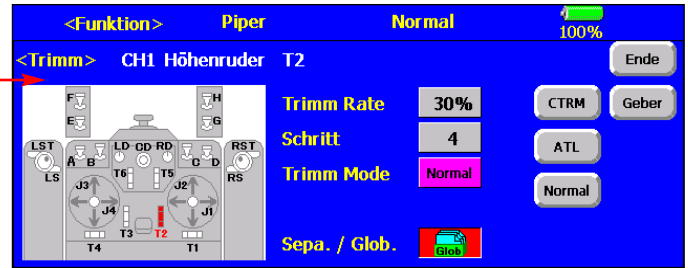 <Funktion> Piper Normal 100%
<Trimm> CH1 Höhenruder T2 Ende
Trimm Rate 30% CTRM Geber
Schritt 4 ATL
Trimm Mode Normal Normal
Sepa. / Glob. Glob
F H
E G
LST LD CD RD RST
A B C D
LS T6 T5 RS
J3 J2
J4 J1
T3 T2
T4 T1